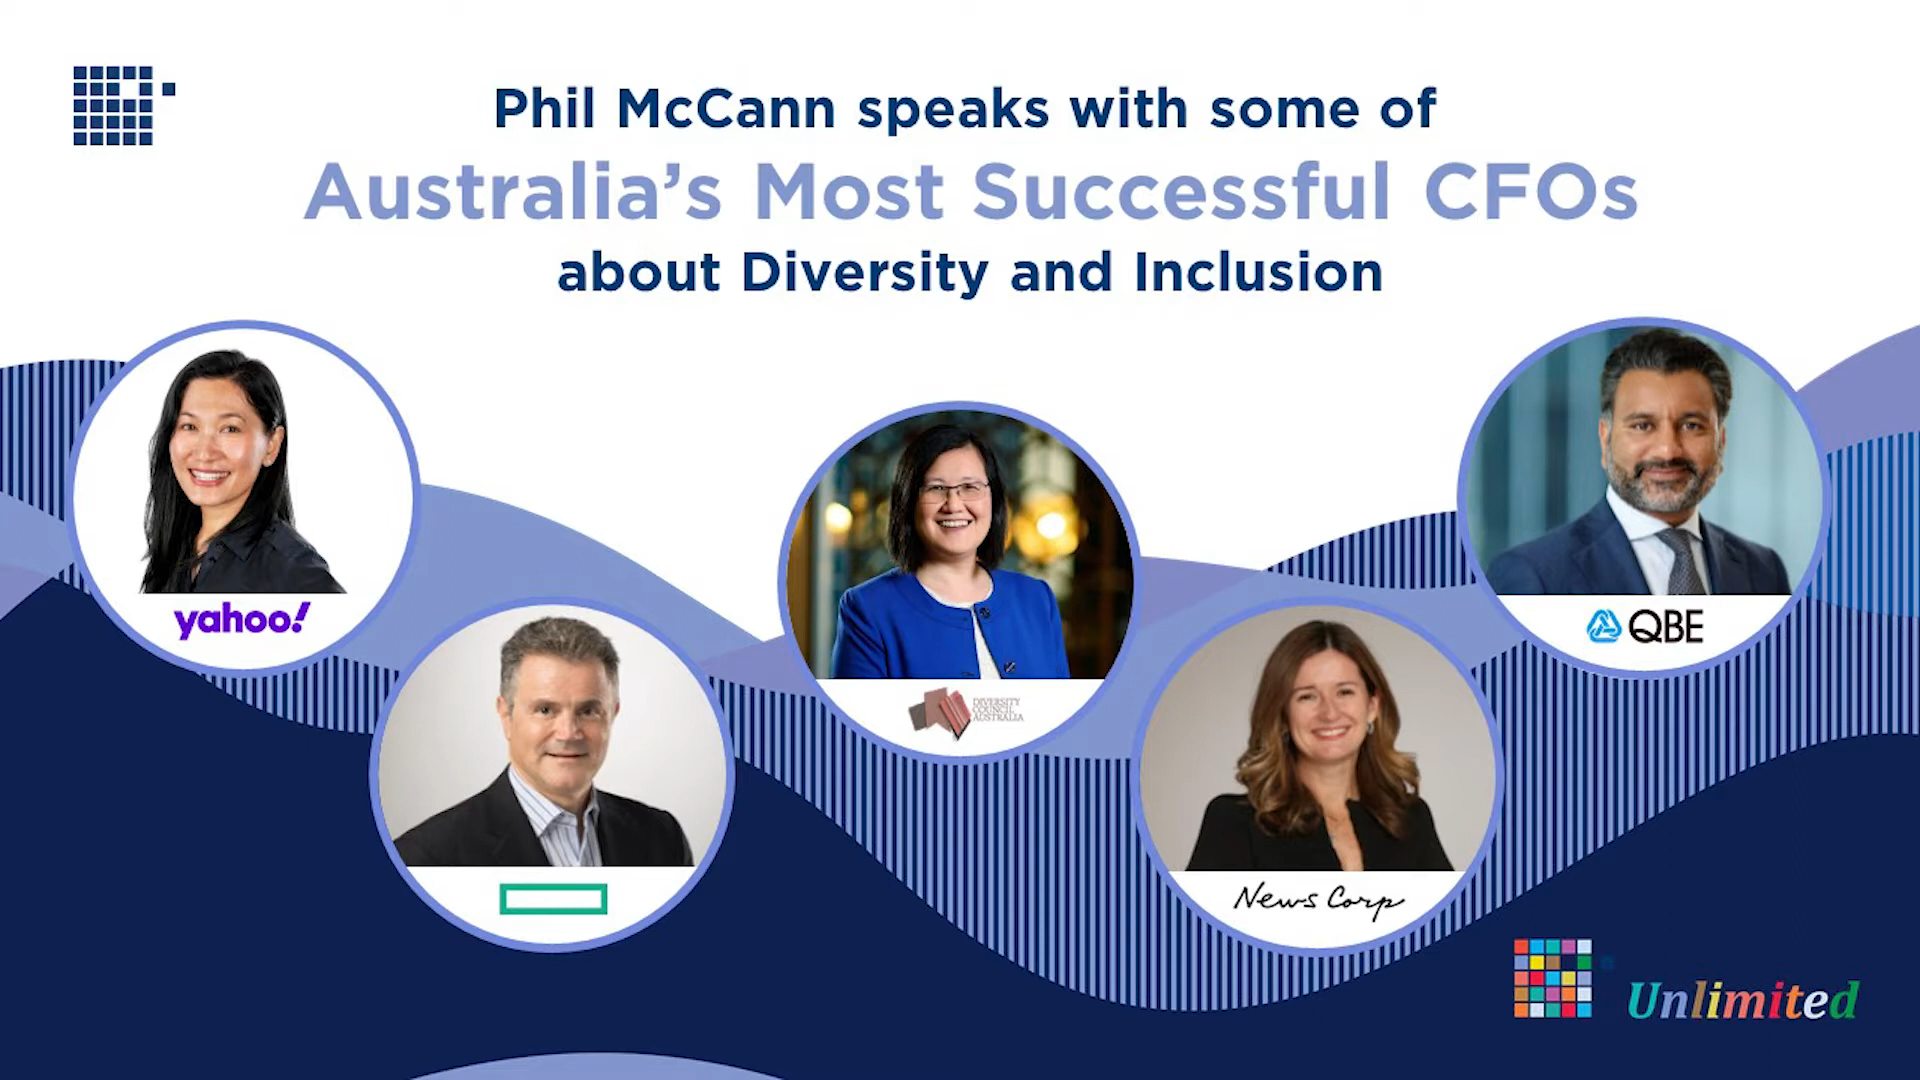 Phil McCann speaks with some of
Australia's Most Successful CFOs
about Diversity and Inclusion
yahoo!
DIVERSITY
COUNCIL
AUSTRALIA
QBE
News Corp
Unlimited